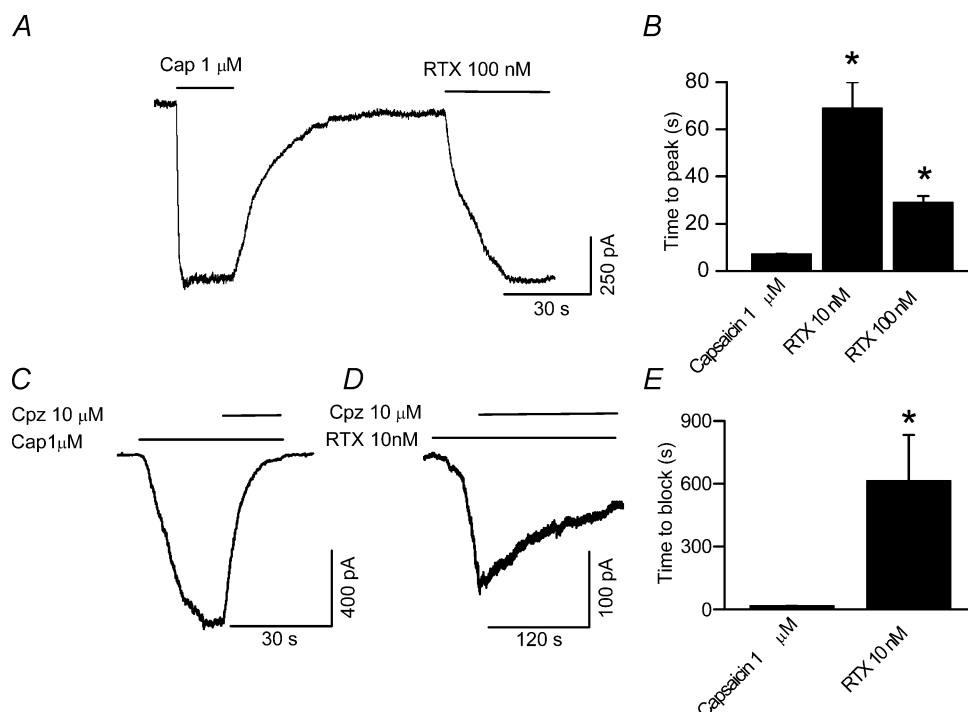 A
B
Cap 1 μM
RTX 100 nM
250 pA
30 s
Time to peak (s)
80
60
40
20
0
*
*
Capsaicin 1 μM
RTX 10 nM
RTX 100 nM
C
D
E
Cpz 10 μM
Cap1μM
400 pA
30 s
Cpz 10 μM
RTX 10nM
100 pA
120 s
Time to block (s)
900
600
300
0
*
Capsaicin 1 μM
RTX 10 nM